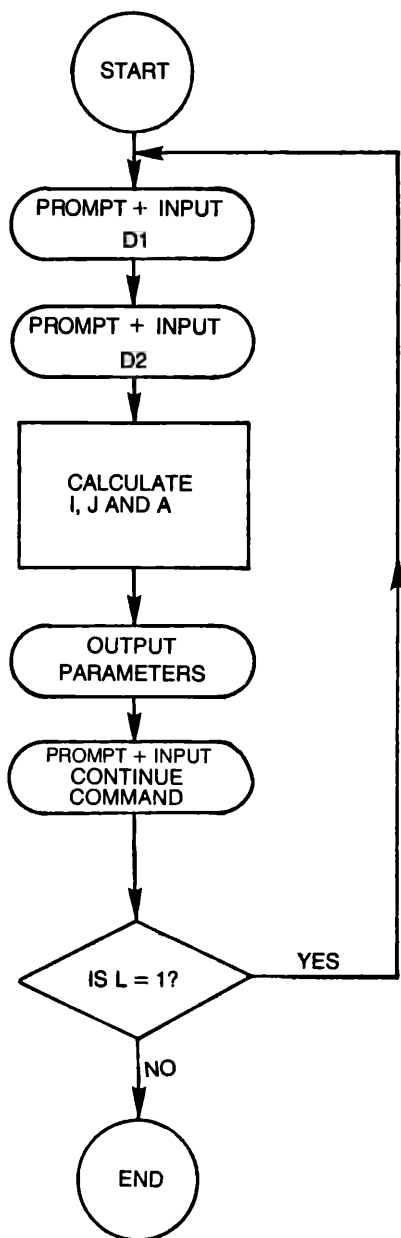 START
PROMPT + INPUT
D1
PROMPT + INPUT
D2
CALCULATE
I, J AND A
OUTPUT
PARAMETERS
PROMPT + INPUT
CONTINUE
COMMAND
IS L = 1?
YES
NO
END